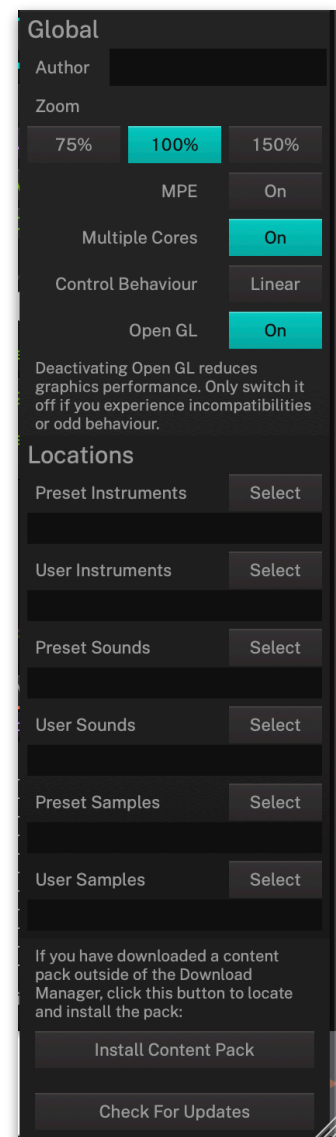 Global
Author
Zoom
75% 100% 150%
MPE On
Multiple Cores On
Control Behaviour Linear
Open GL On
Deactivating Open GL reduces
graphics performance. Only switch it
off if you experience incompatibilities
or odd behaviour.
Locations
Preset Instruments Select
User Instruments Select
Preset Sounds Select
User Sounds Select
Preset Samples Select
User Samples Select
If you have downloaded a content
pack outside of the Download
Manager, click this button to locate
and install the pack:
Install Content Pack
Check For Updates